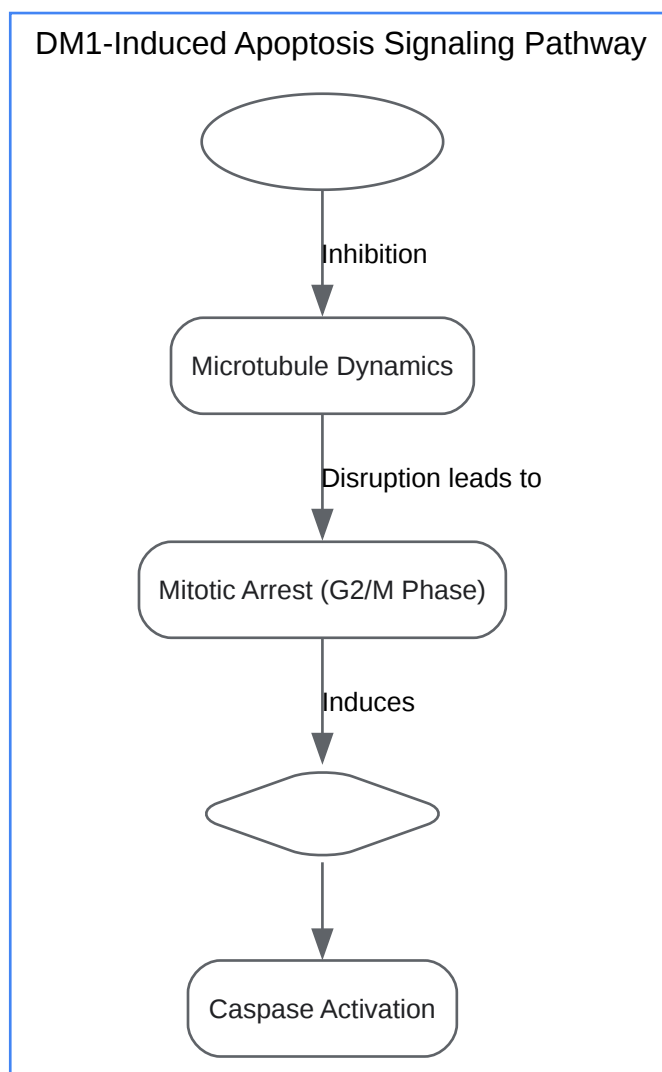 DM1-Induced Apoptosis Signaling Pathway
Inhibition
Microtubule Dynamics
Disruption leads to
Mitotic Arrest (G2/M Phase)
Induces
Caspase Activation